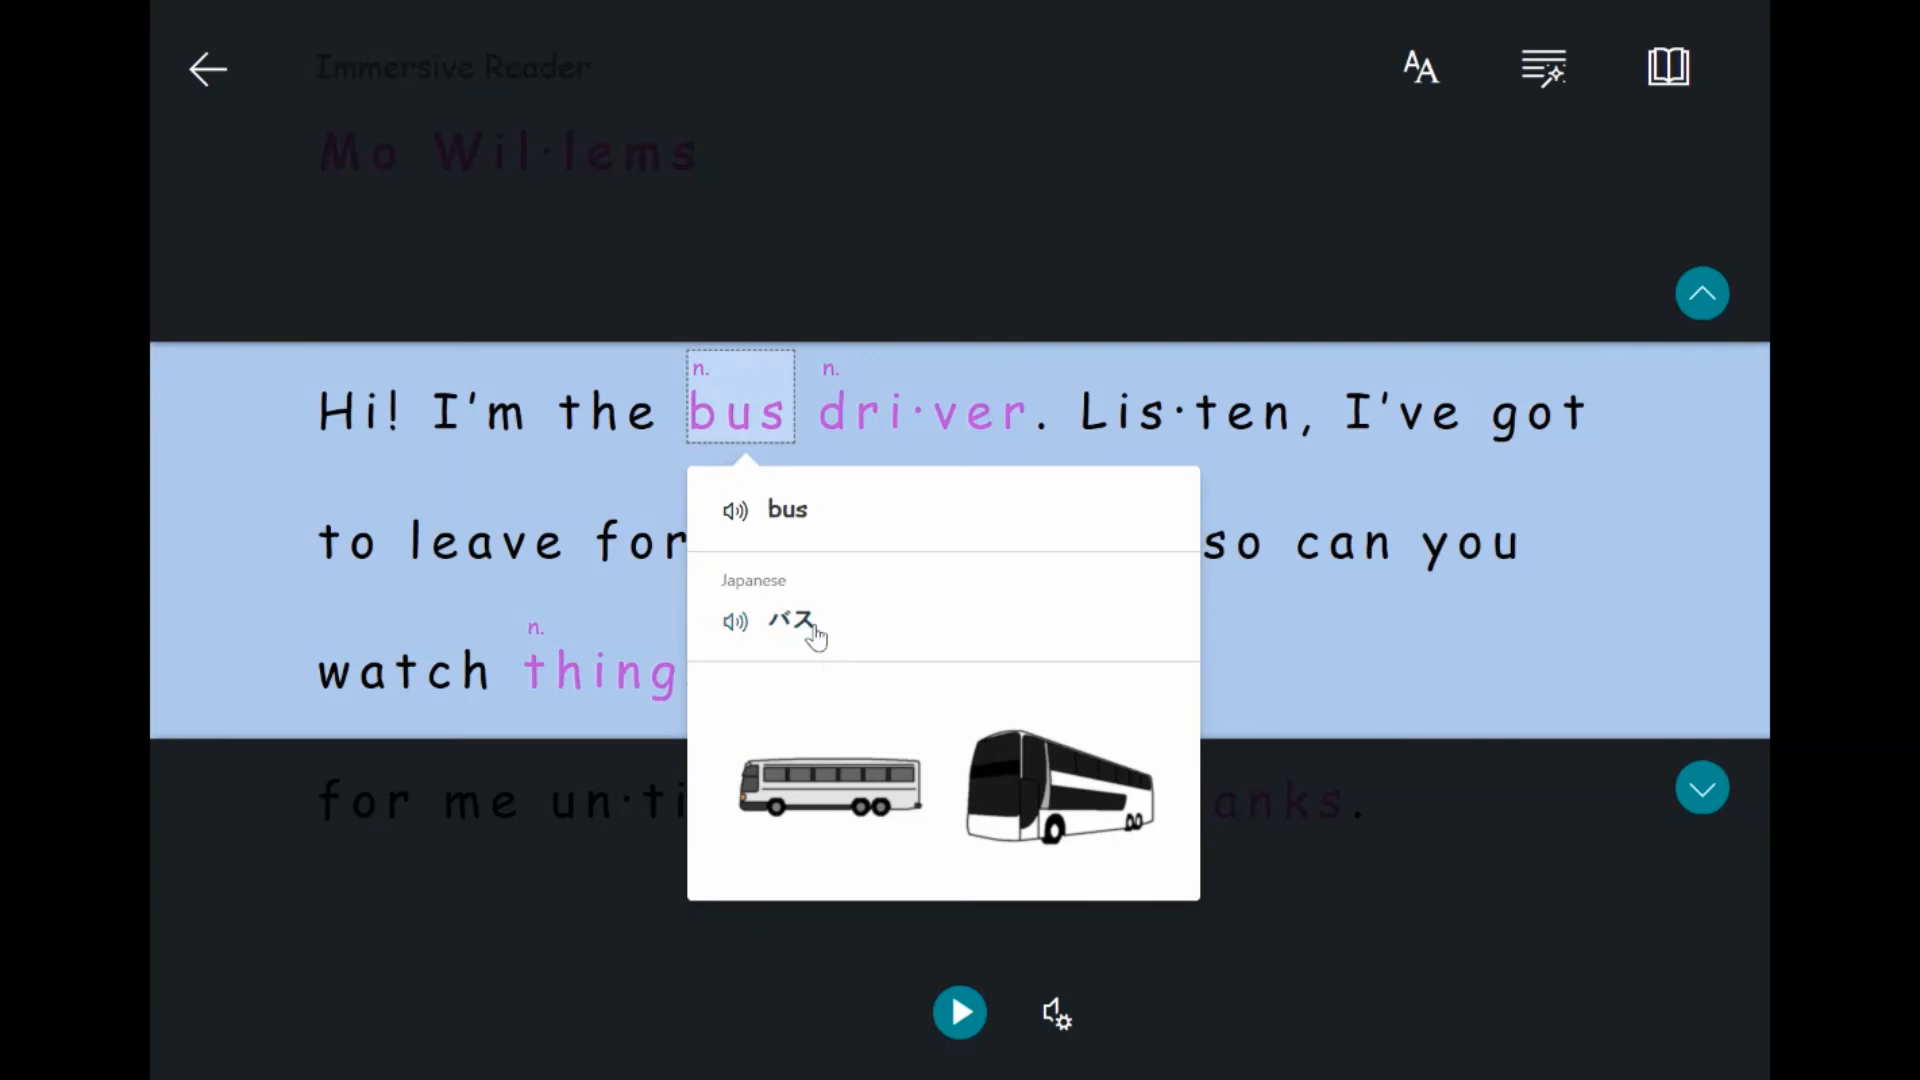 Immersive Reader
Mo Wil·lems
n. n.
Hi! I'm the bus dri·ver. Lis·ten, I've got
bus
to leave for so can you
Japanese
バス
n.
watch thing
for me un·ti anks.